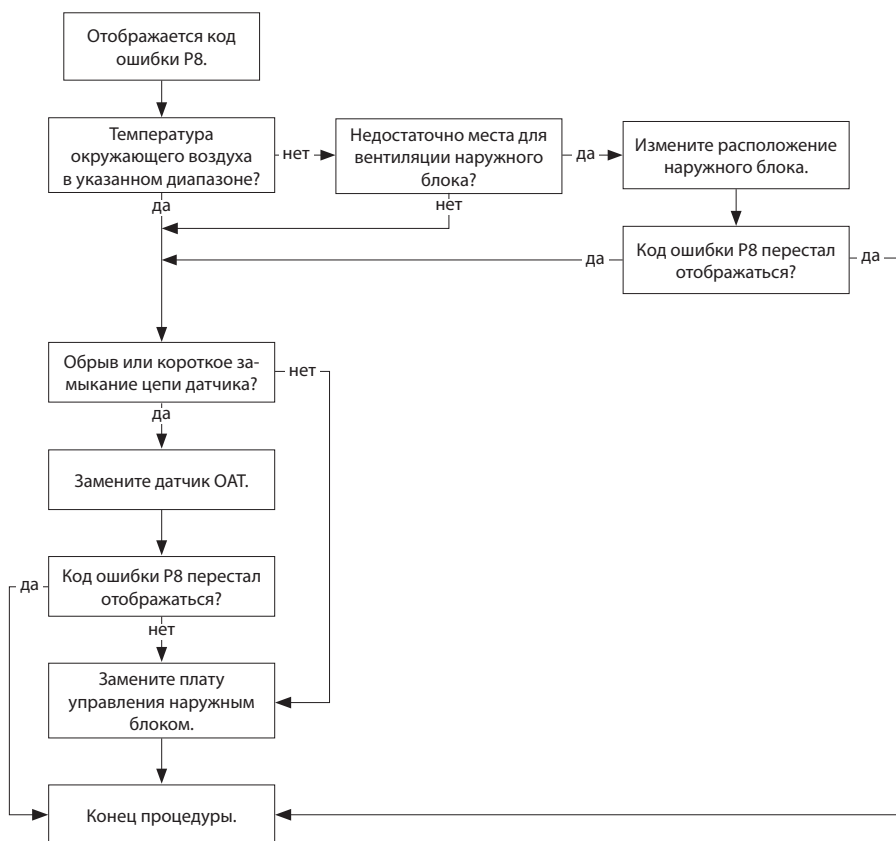 Отображается код
ошибки P8.
Температура
окружающего воздуха
в указанном диапазоне?
нет
Недостаточно места для
вентиляции наружного
блока?
да
Измените расположение
наружного блока.
да
нет
Код ошибки P8 перестал
отображаться?
да
да
Обрыв или короткое за-
мыкание цепи датчика?
нет
да
Замените датчик OAT.
Код ошибки P8 перестал
отображаться?
да
нет
Замените плату
управления наружным
блоком.
Конец процедуры.